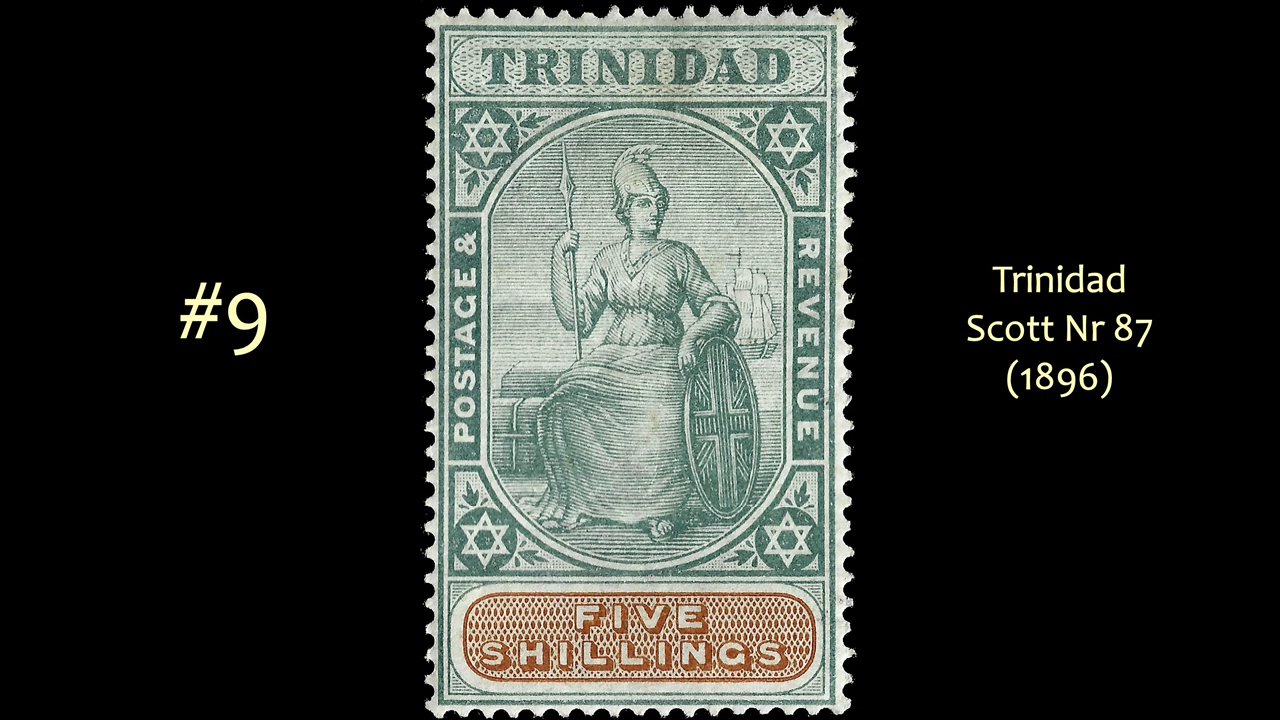 #9
TRINIDAD
POSTAGE &
REVENUE
FIVE
SHILLINGS
Trinidad
Scott Nr 87
(1896)